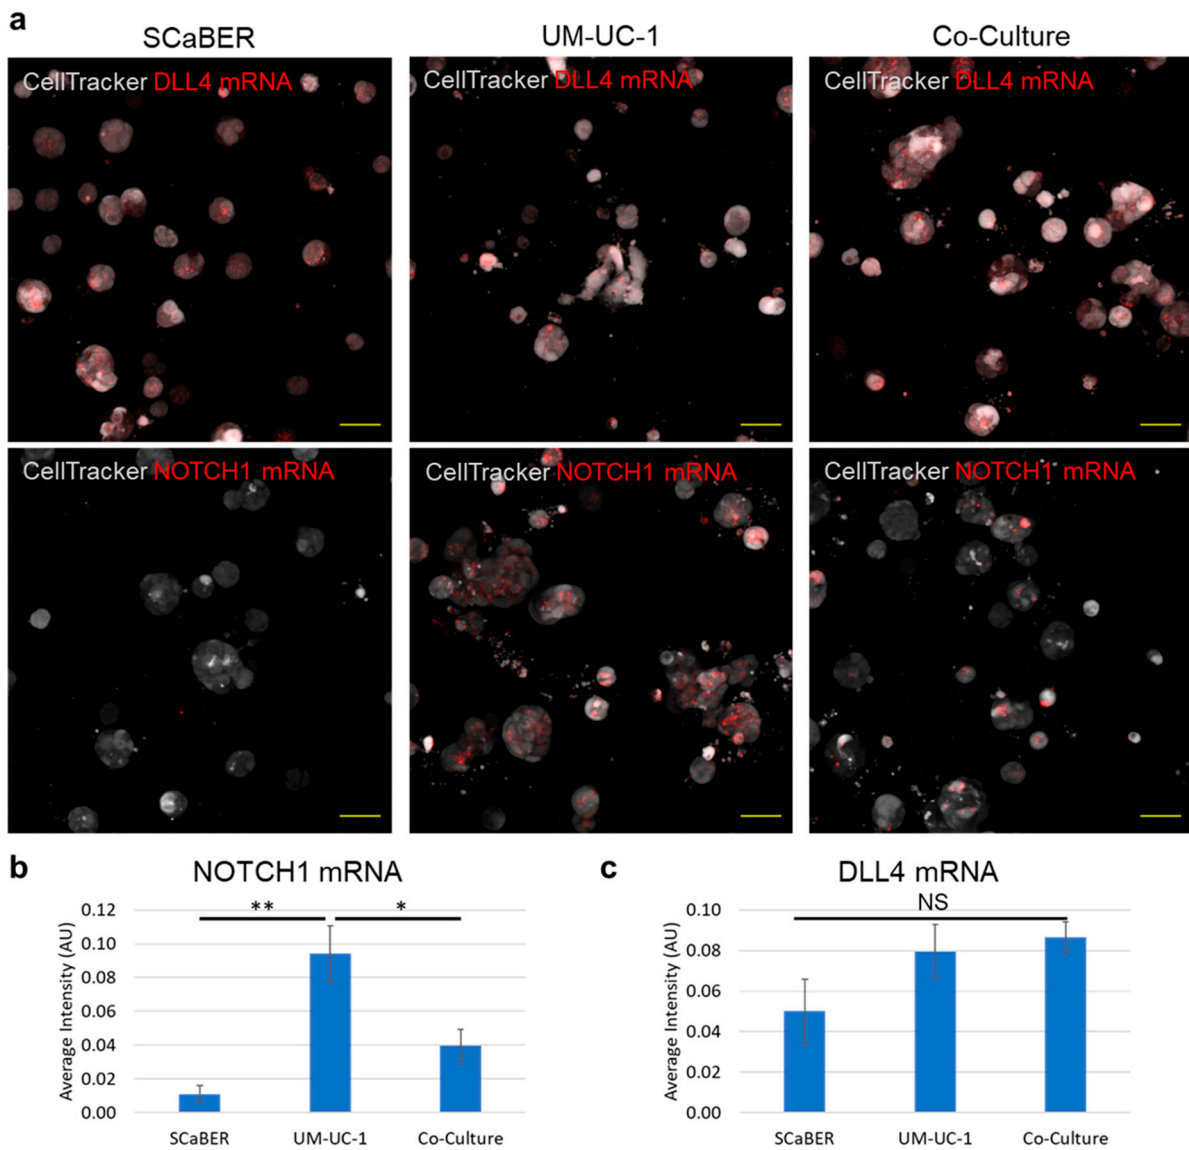 a
SCaBER
UM-UC-1
Co-Culture
CellTracker DLL4 mRNA
CellTracker DLL4 mRNA
CellTracker DLL4 mRNA
CellTracker NOTCH1 mRNA
CellTracker NOTCH1 mRNA
CellTracker NOTCH1 mRNA
b
NOTCH1 mRNA
Average Intensity (AU)
0.12
0.10
0.08
0.06
0.04
0.02
0.00
**
*
SCaBER
UM-UC-1
Co-Culture
c
DLL4 mRNA
NS
Average Intensity (AU)
0.10
0.08
0.06
0.04
0.02
0.00
SCaBER
UM-UC-1
Co-Culture